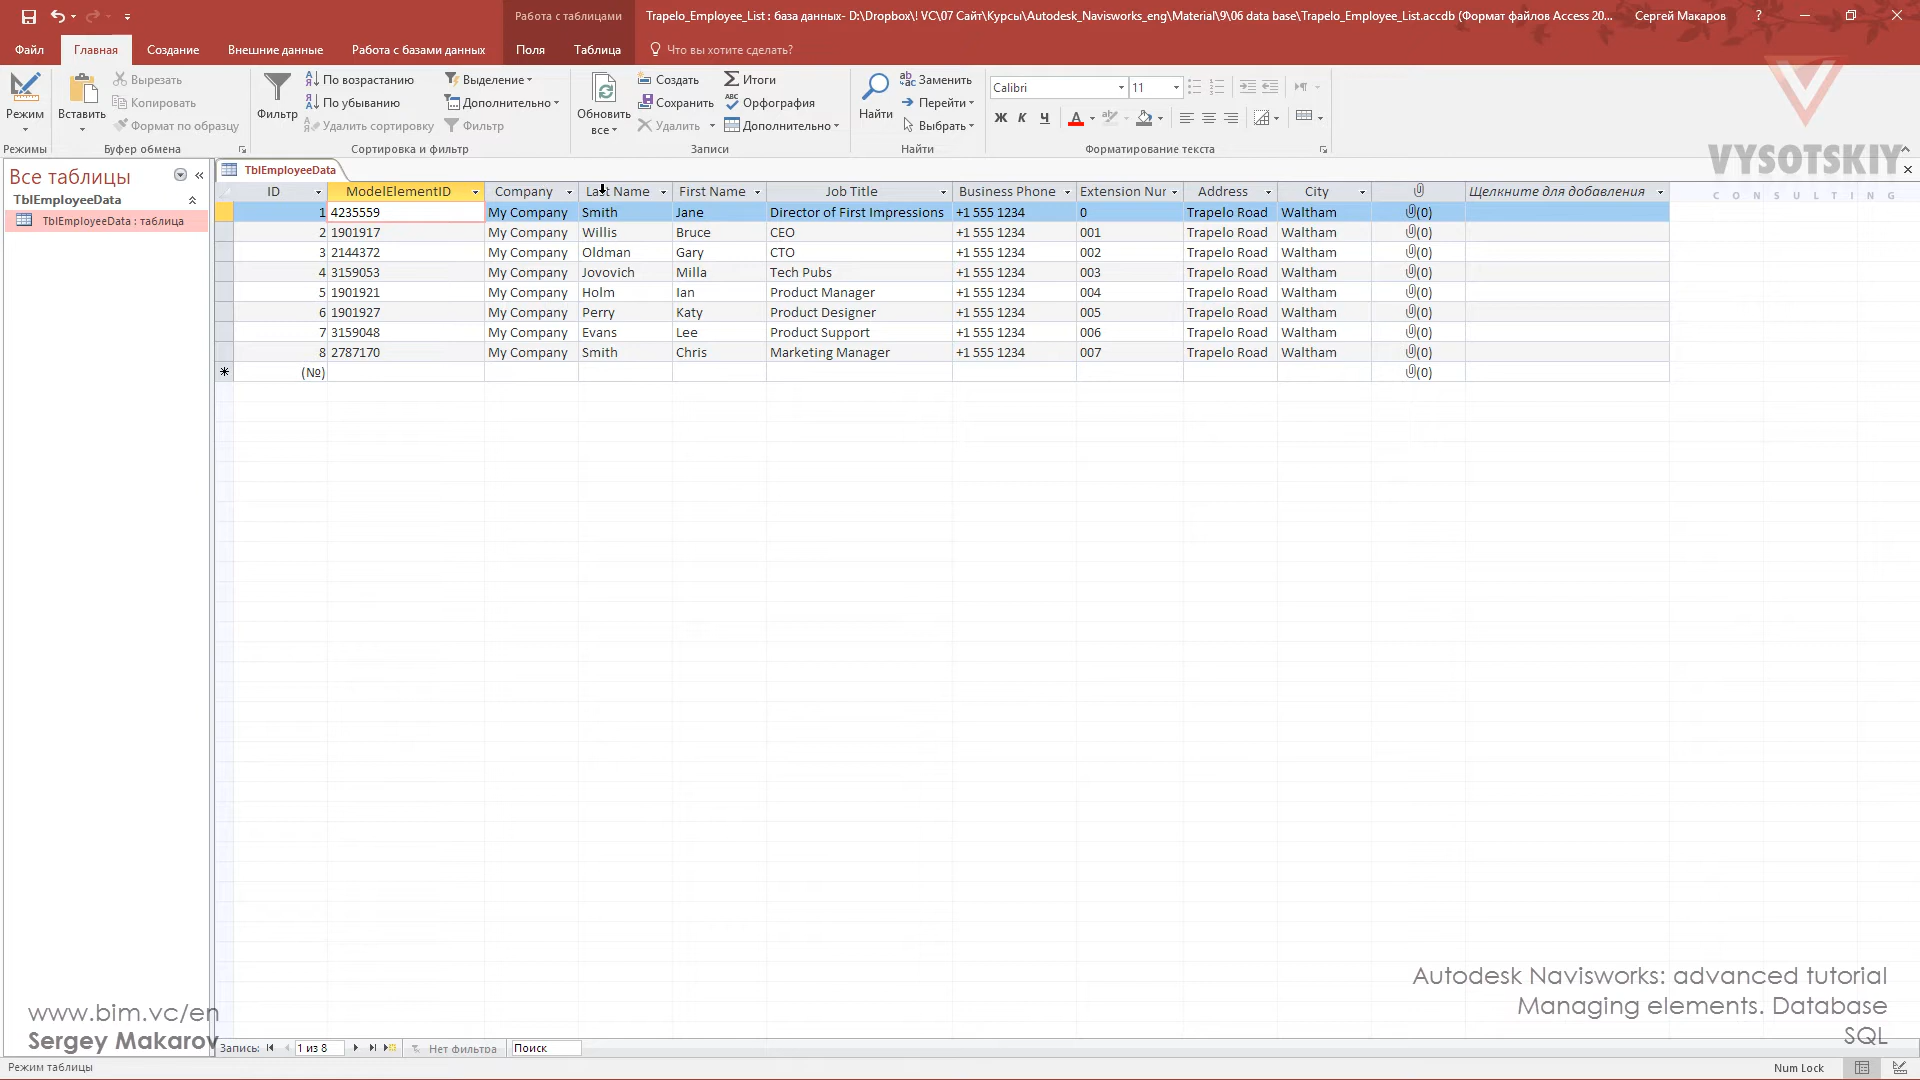 Работа с таблицами
Trapelo_Employee_List : база данных- D:\Dropbox\! VC\07 Сайт\Курсы\Autodesk_Navisworks_eng\Material\9\06 data base\Trapelo_Employee_List.accdb (Формат файлов Access 20...
Сергей Макаров
?
Файл Главная Создание Внешние данные Работа с базами данных Поля Таблица Что вы хотите сделать?
Режим
Режимы
Вставить
Вырезать
Копировать
Формат по образцу
Буфер обмена
Фильтр
По возрастанию
По убыванию
Удалить сортировку
Выделение
Дополнительно
Фильтр
Сортировка и фильтр
Обновить
все
Создать
Сохранить
Удалить
Итоги
Орфография
Дополнительно
Записи
Найти
Заменить
Перейти
Выбрать
Найти
Calibri 11
Ж К Ч
Форматирование текста
VYSOTSKIY
CONSULTING
Все таблицы
TblEmployeeData
TblEmployeeData : таблица
TblEmployeeData
ID ModelElementID Company Last Name First Name Job Title Business Phone Extension Nur Address City Щелкните для добавления
1 4235559 My Company Smith Jane Director of First Impressions +1 555 1234 0 Trapelo Road Waltham (0)
2 1901917 My Company Willis Bruce CEO +1 555 1234 001 Trapelo Road Waltham (0)
3 2144372 My Company Oldman Gary CTO +1 555 1234 002 Trapelo Road Waltham (0)
4 3159053 My Company Jovovich Milla Tech Pubs +1 555 1234 003 Trapelo Road Waltham (0)
5 1901921 My Company Holm Ian Product Manager +1 555 1234 004 Trapelo Road Waltham (0)
6 1901927 My Company Perry Katy Product Designer +1 555 1234 005 Trapelo Road Waltham (0)
7 3159048 My Company Evans Lee Product Support +1 555 1234 006 Trapelo Road Waltham (0)
8 2787170 My Company Smith Chris Marketing Manager +1 555 1234 007 Trapelo Road Waltham (0)
* (№) (0)
Autodesk Navisworks: advanced tutorial
Managing elements. Database
SQL
www.bim.vc/en
Sergey Makarov
Запись: 1 из 8 Нет фильтра Поиск
Режим таблицы
Num Lock